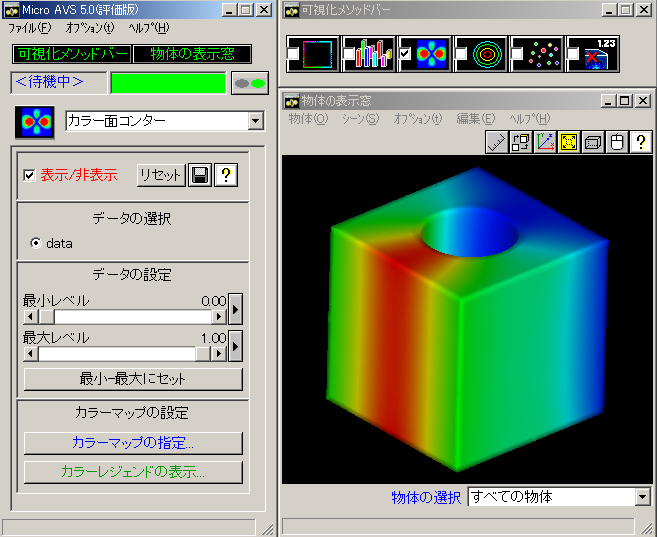 Micro AVS 5.0(評価版)
ファイル(F) オプション(t) ヘルプ(H)
可視化メソッドバー 物体の表示窓
<待機中>
カラー面コンター
表示/非表示 リセット ?
データの選択
data
データの設定
最小レベル 0.00
最大レベル 1.00
最小-最大にセット
カラーマップの設定
カラーマップの指定...
カラーレジェンドの表示...
可視化メソッドバー
1.23
物体の表示窓
物体(O) シーン(S) オプション(t) 編集(E) ヘルプ(H)
?
物体の選択 すべての物体